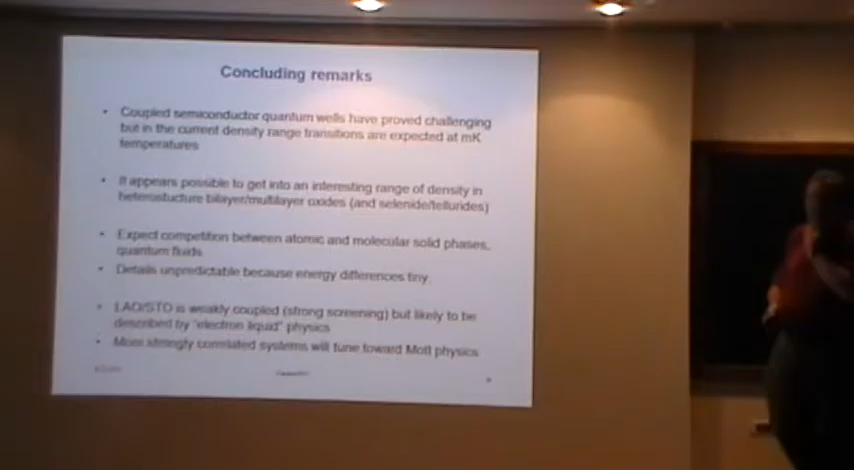 Concluding remarks
• Coupled semiconductor quantum wells have proved challenging
but in the current density range transitions are expected at mK
temperatures
• It appears possible to get into an interesting range of density in
heterostucture bilayer/multilayer oxides (and selenide/tellurides)
• Expect competition between atomic and molecular solid phases,
quantum fluids
• Details unpredictable because energy differences tiny
• LAO/STO is weakly coupled (strong screening) but likely to be
described by "electron liquid" physics
• More strongly correlated systems will tune toward Mott physics